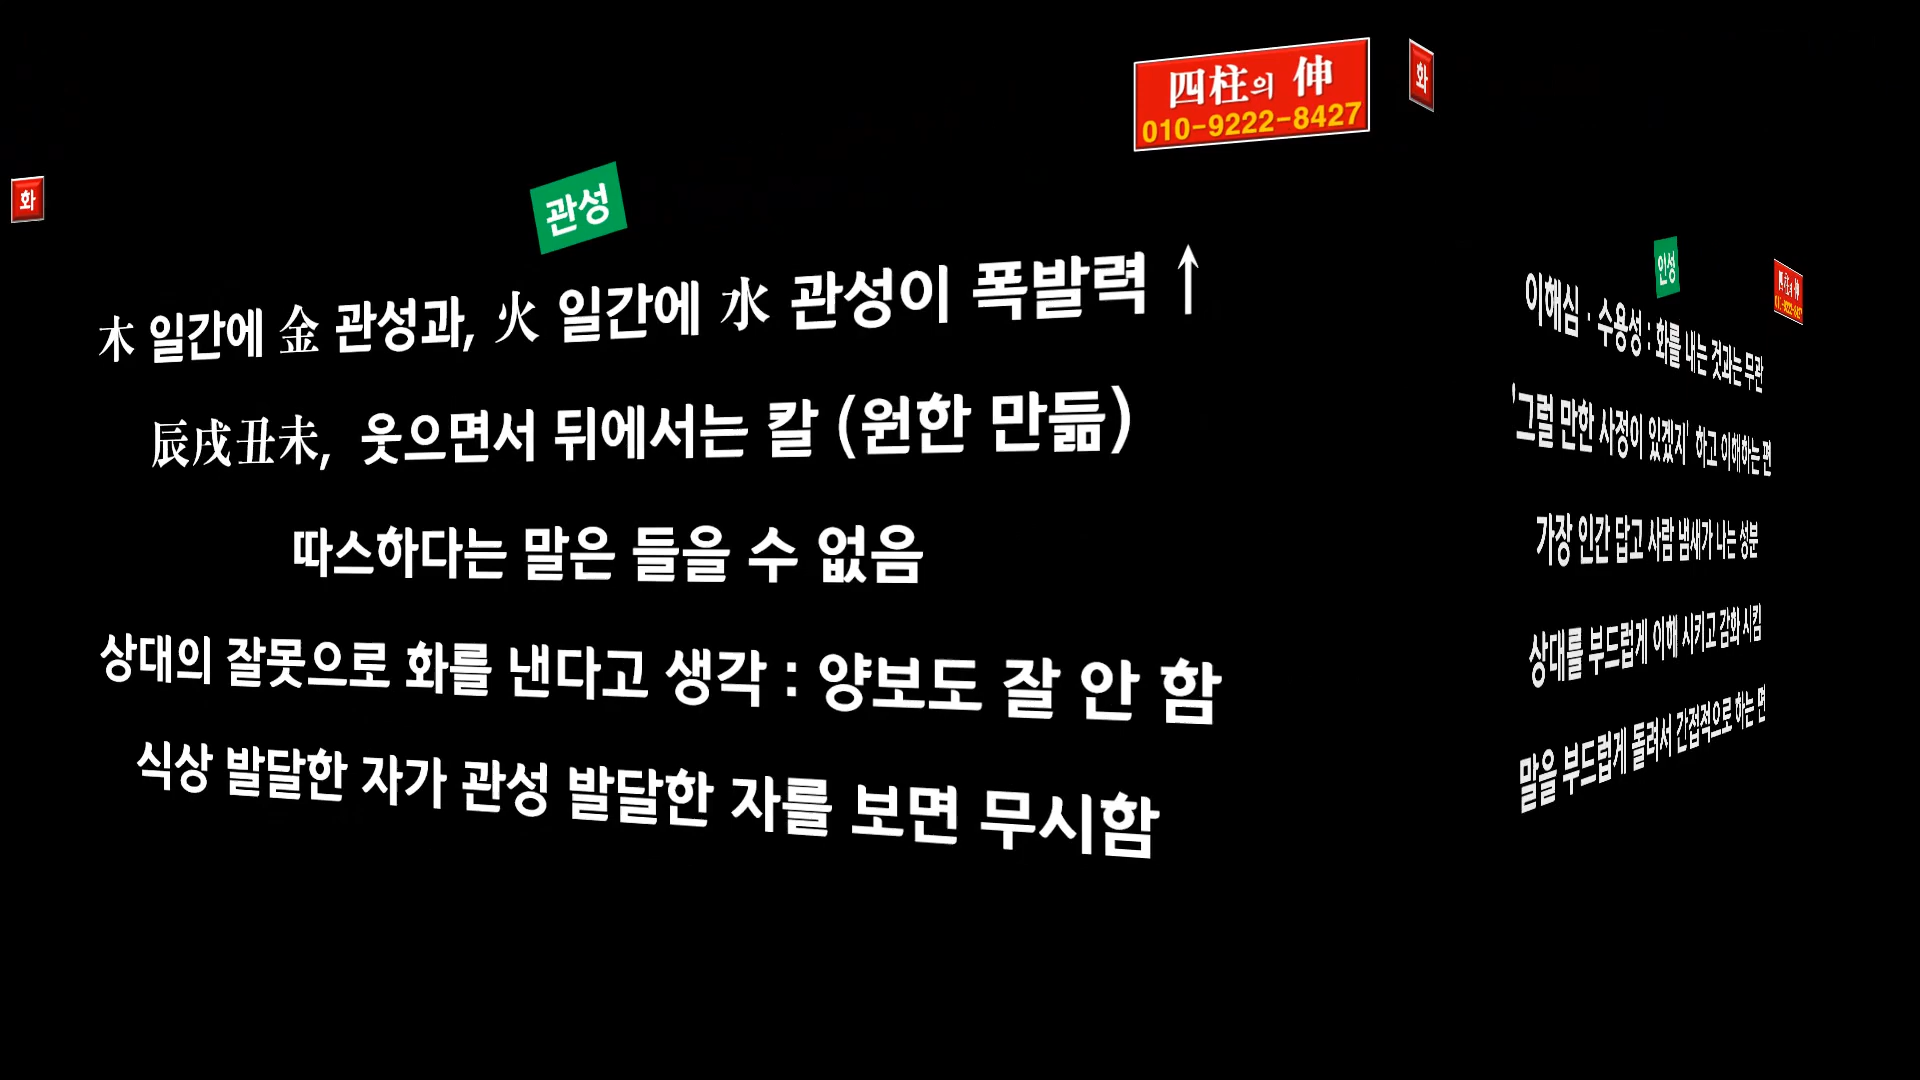 화
四柱의 伸
010-9222-8427
관성
木 일간에 金 관성과, 火 일간에 水 관성이 폭발력 ↑
辰戌丑未, 웃으면서 뒤에서는 칼 (원한 만듦)
따스하다는 말은 들을 수 없음
상대의 잘못으로 화를 낸다고 생각 : 양보도 잘 안 함
식상 발달한 자가 관성 발달한 자를 보면 무시함
화
四柱의 伸
010-9222-8427
인성
이해심 · 수용성 : 화를 내는 것과는 무관
'그럴 만한 사정이 있겠지' 하고 이해하는 편
가장 인간 답고 사람 냄새가 나는 성분
상대를 부드럽게 이해 시키고 감화 시킴
말을 부드럽게 돌려서 간접적으로 하는 편